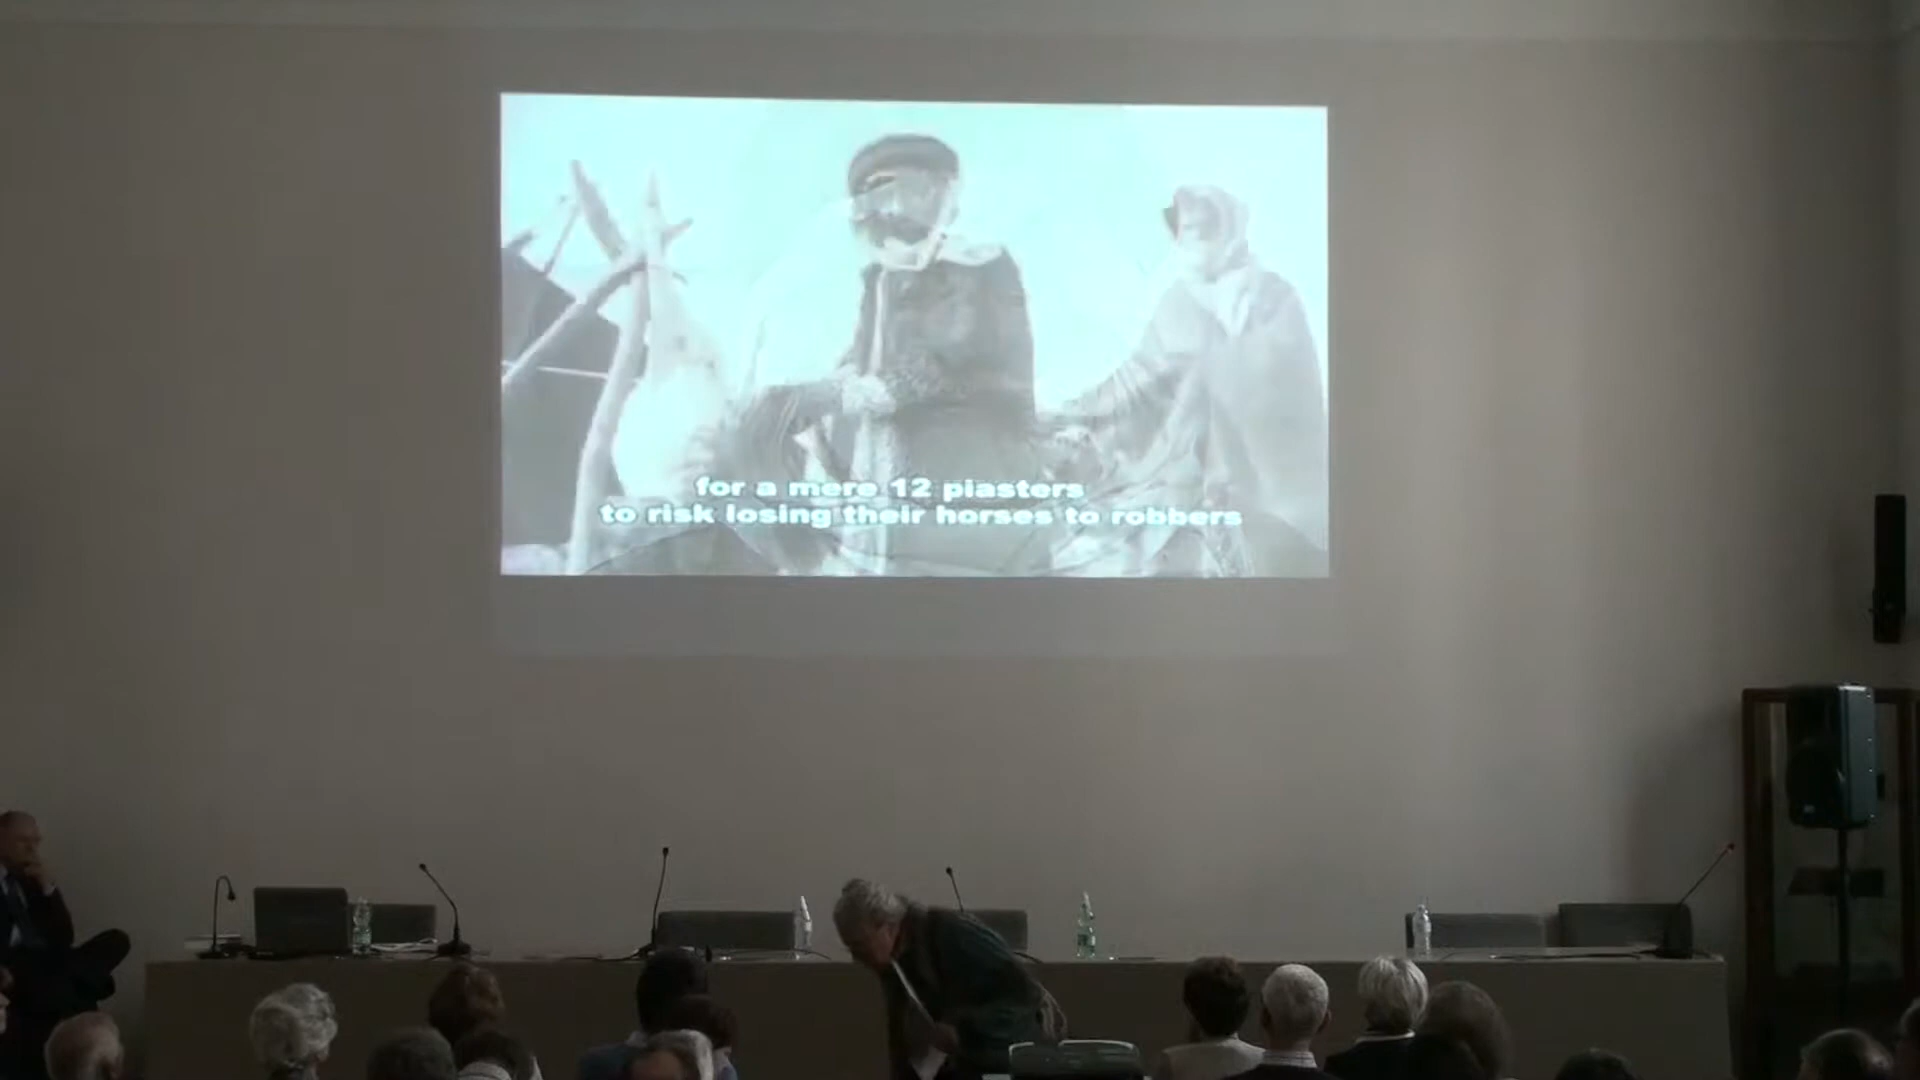 for a mere 12 piasters
to risk losing their horses to robbers